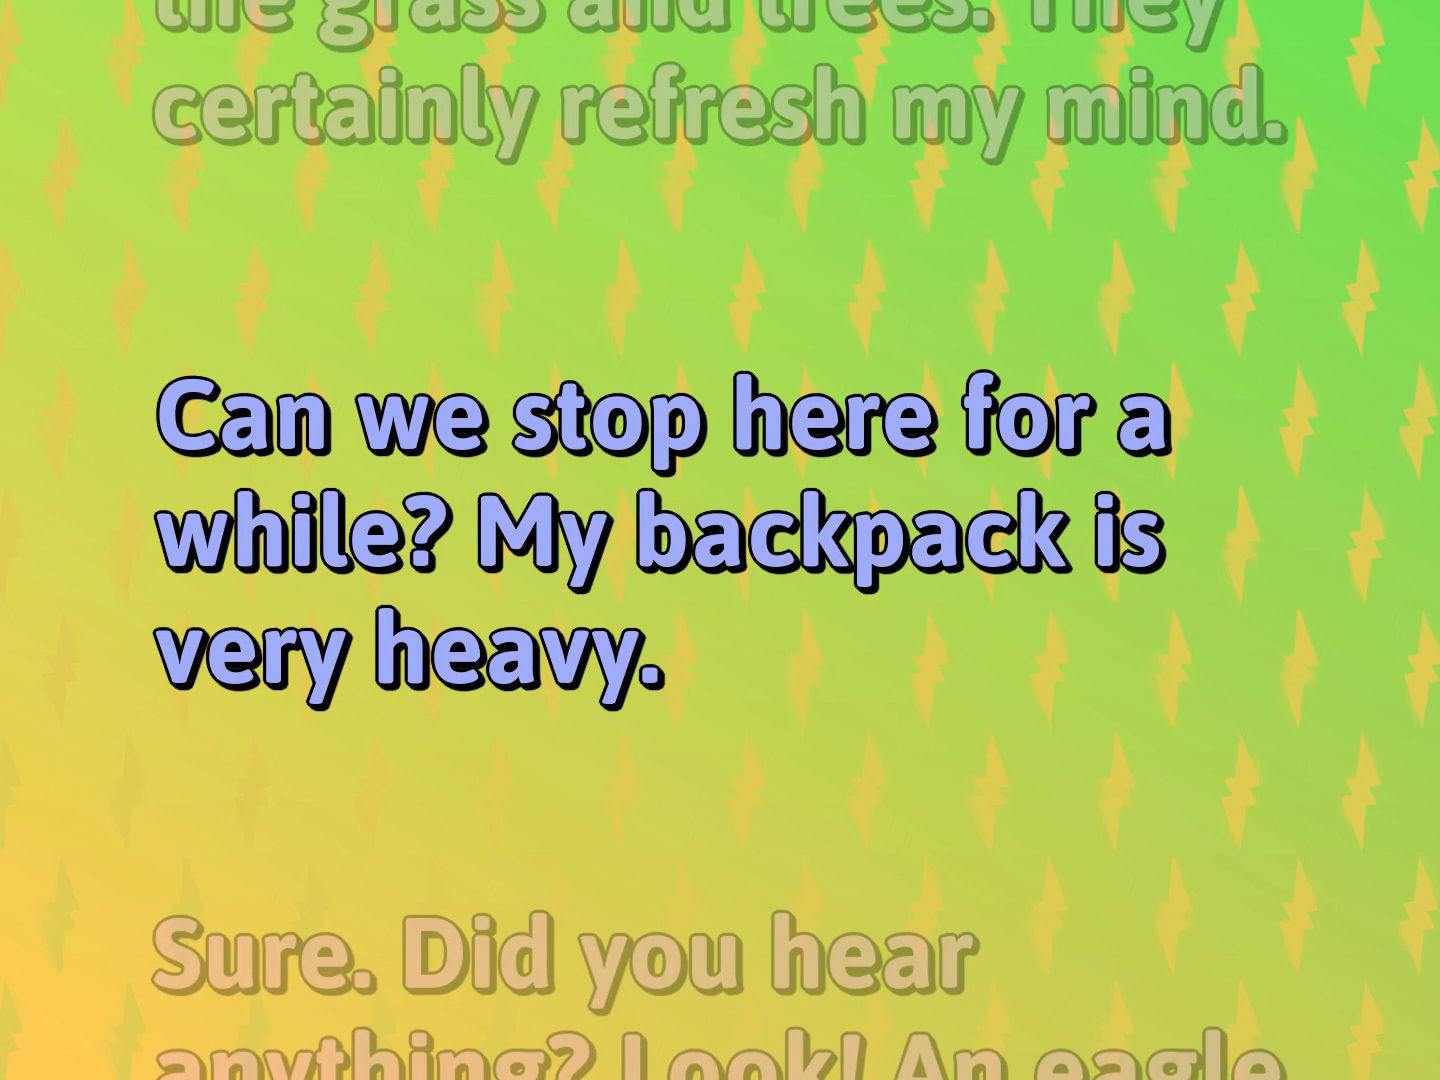 the grass and trees. They
certainly refresh my mind.
Can we stop here for a
while? My backpack is
very heavy.
Sure. Did you hear
anything? Look! An eagle